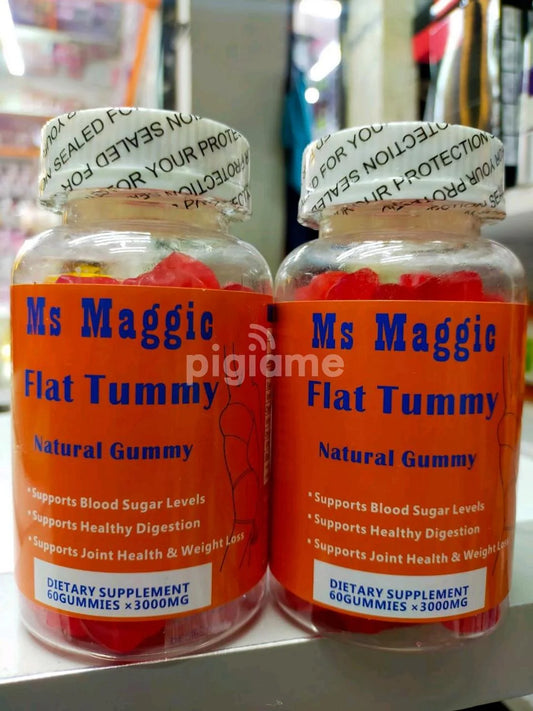 SEALED FOR YOUR PROTECTION
Ms Maggic
Flat Tummy
Natural Gummy
•Supports Blood Sugar Levels
•Supports Healthy Digestion
•Supports Joint Health & Weight Loss
DIETARY SUPPLEMENT
60GUMMIES ×3000MG
SEALED FOR YOUR PROTECTION
Ms Maggic
Flat Tummy
Natural Gummy
•Supports Blood Sugar Levels
•Supports Healthy Digestion
•Supports Joint Health & Weight Loss
DIETARY SUPPLEMENT
60GUMMIES ×3000MG
pigiame